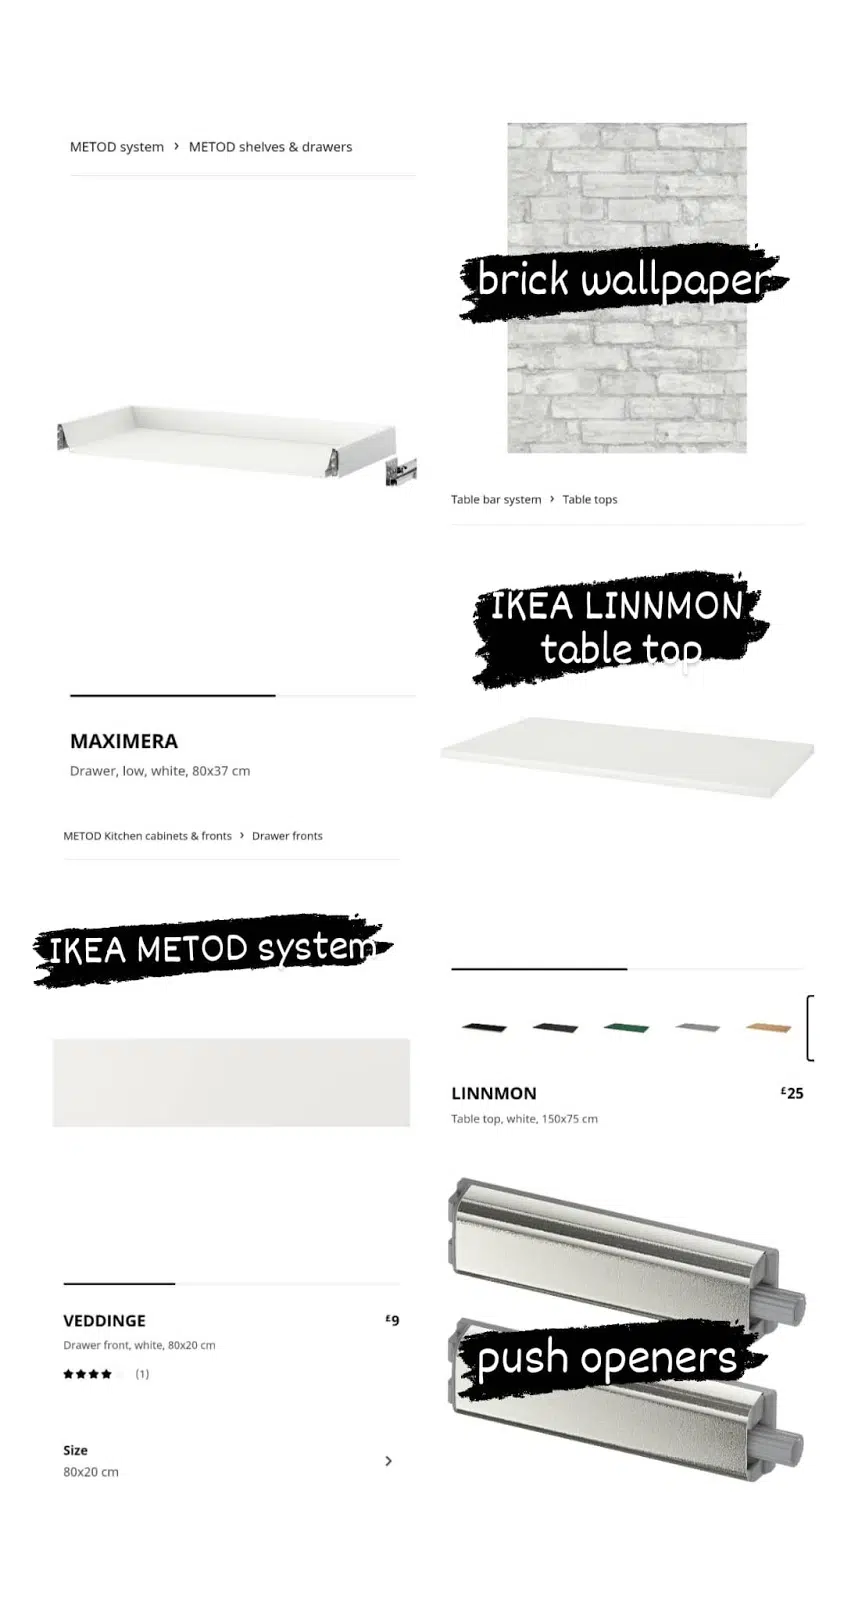 METOD system › METOD shelves & drawers
MAXIMERA
Drawer, low, white, 80x37 cm
METOD Kitchen cabinets & fronts › Drawer fronts
IKEA METOD system
VEDDINGE
£9
Drawer front, white, 80x20 cm
(1)
Size
80x20 cm
brick wallpaper
Table bar system › Table tops
IKEA LINNMON
table top
LINNMON
£25
Table top, white, 150x75 cm
push openers